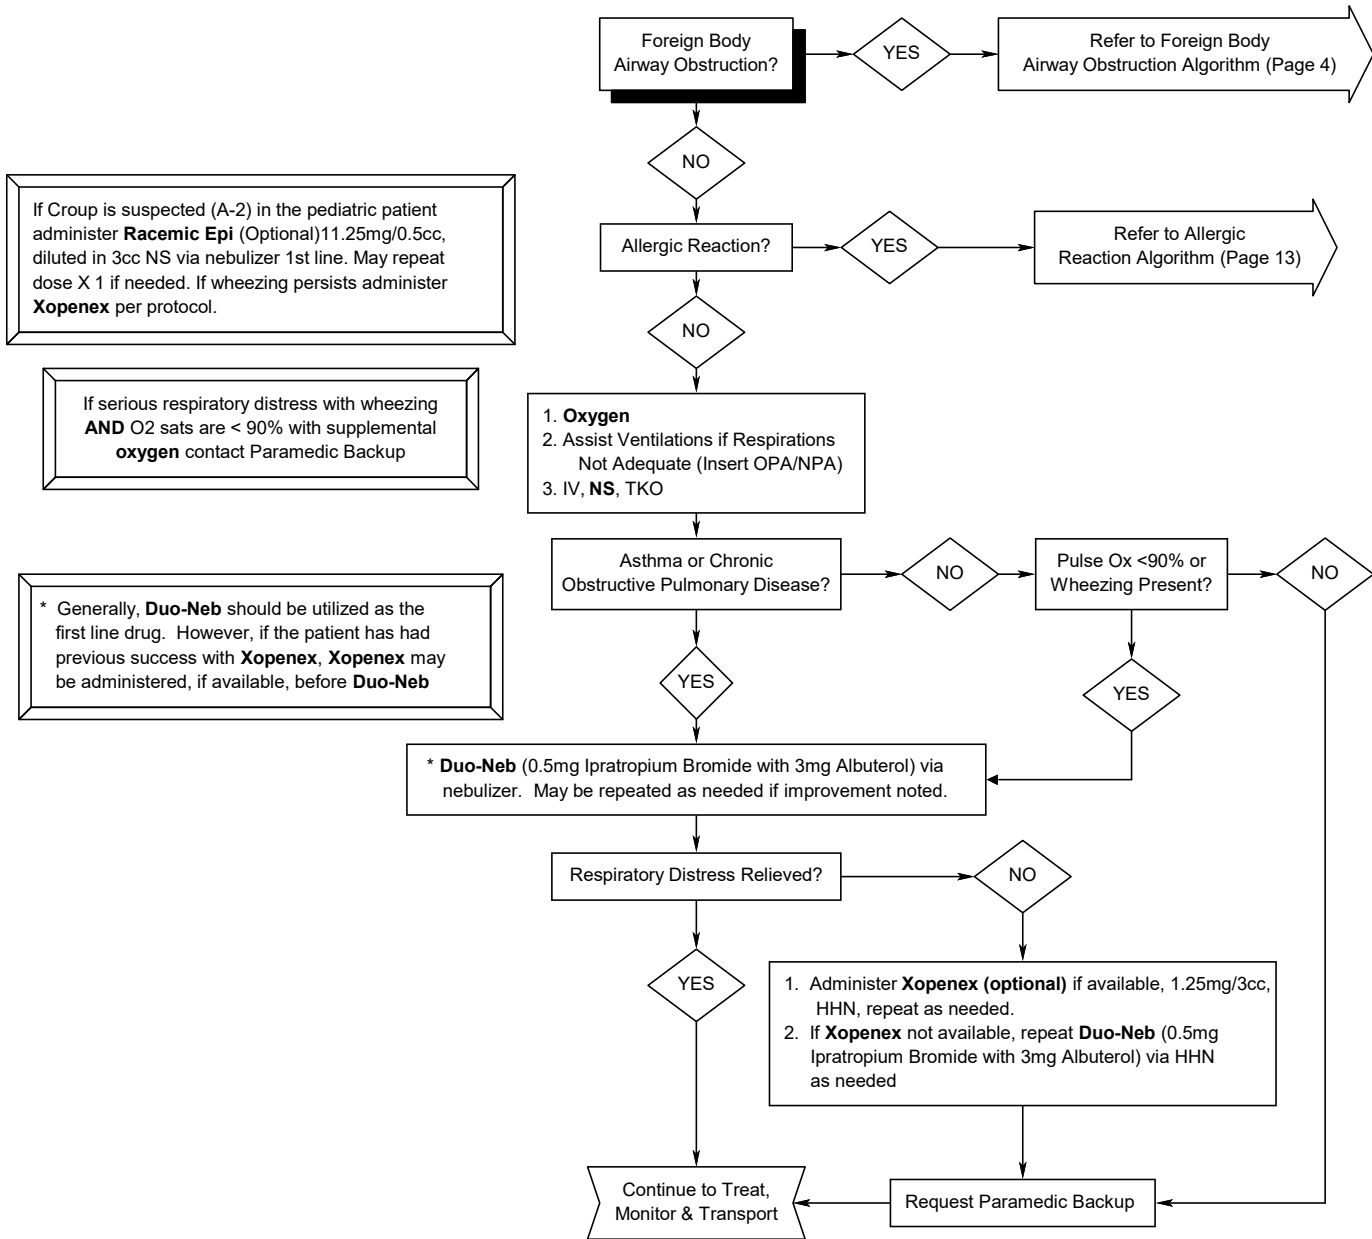 Foreign Body
Airway Obstruction?
YES
Refer to Foreign Body
Airway Obstruction Algorithm (Page 4)
NO
If Croup is suspected (A-2) in the pediatric patient
administer Racemic Epi (Optional)11.25mg/0.5cc,
diluted in 3cc NS via nebulizer 1st line. May repeat
dose X 1 if needed. If wheezing persists administer
Xopenex per protocol.
Allergic Reaction?
YES
Refer to Allergic
Reaction Algorithm (Page 13)
NO
If serious respiratory distress with wheezing
AND O2 sats are < 90% with supplemental
oxygen contact Paramedic Backup
1. Oxygen
2. Assist Ventilations if Respirations
Not Adequate (Insert OPA/NPA)
3. IV, NS, TKO
Asthma or Chronic
Obstructive Pulmonary Disease?
NO
Pulse Ox <90% or
Wheezing Present?
NO
* Generally, Duo-Neb should be utilized as the
first line drug. However, if the patient has had
previous success with Xopenex, Xopenex may
be administered, if available, before Duo-Neb
YES
YES
* Duo-Neb (0.5mg Ipratropium Bromide with 3mg Albuterol) via
nebulizer. May be repeated as needed if improvement noted.
Respiratory Distress Relieved?
NO
YES
1. Administer Xopenex (optional) if available, 1.25mg/3cc,
HHN, repeat as needed.
2. If Xopenex not available, repeat Duo-Neb (0.5mg
Ipratropium Bromide with 3mg Albuterol) via HHN
as needed
Continue to Treat,
Monitor & Transport
Request Paramedic Backup